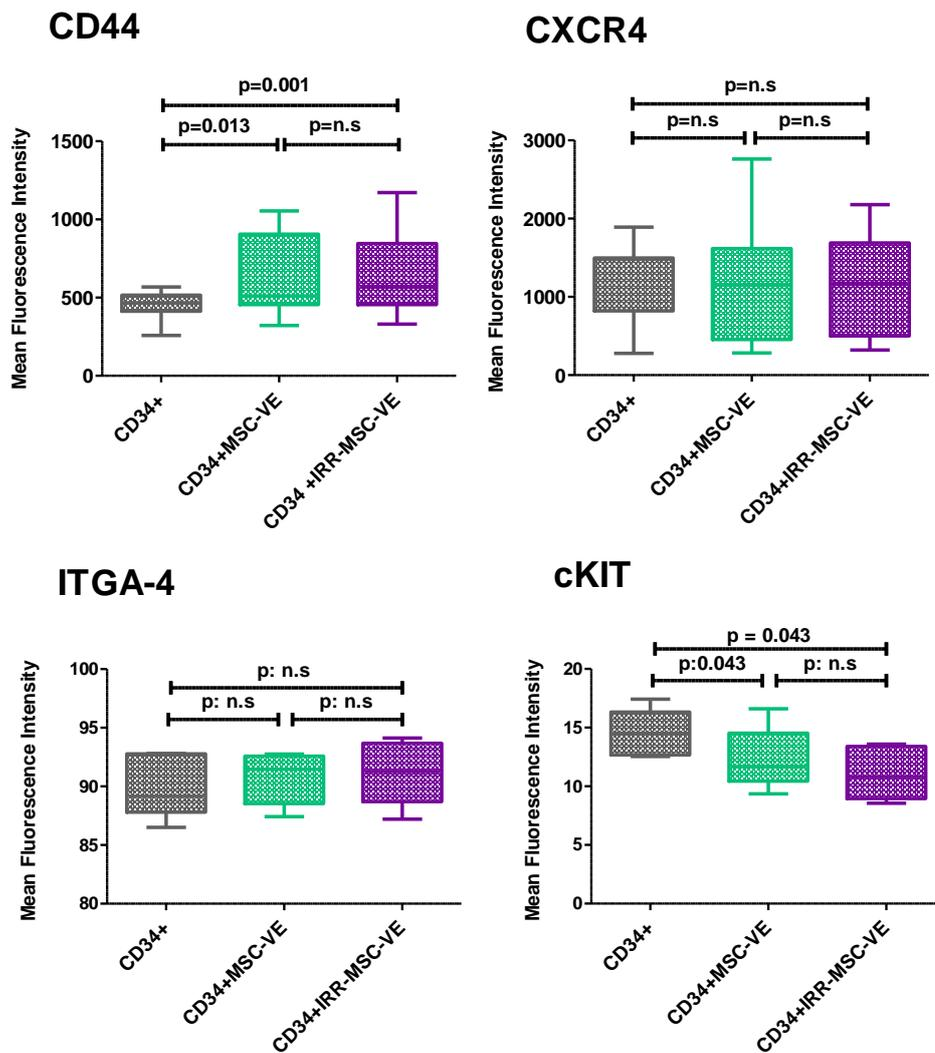 CD44
p=0.001
p=0.013
p=n.s
Mean Fluorescence Intensity
1500
1000
500
0
CD34+
CD34+MSC-VE
CD34 +IRR-MSC-VE
CXCR4
p=n.s
p=n.s
p=n.s
Mean Fluorescence Intensity
3000
2000
1000
0
CD34+
CD34+MSC-VE
CD34+IRR-MSC-VE
ITGA-4
p: n.s
p: n.s
p: n.s
Mean Fluorescence Intensity
100
95
90
85
80
CD34+
CD34+MSC-VE
CD34+IRR-MSC-VE
cKIT
p = 0.043
p:0.043
p: n.s
Mean Fluorescence Intensity
20
15
10
5
0
CD34+
CD34+MSC-VE
CD34+IRR-MSC-VE